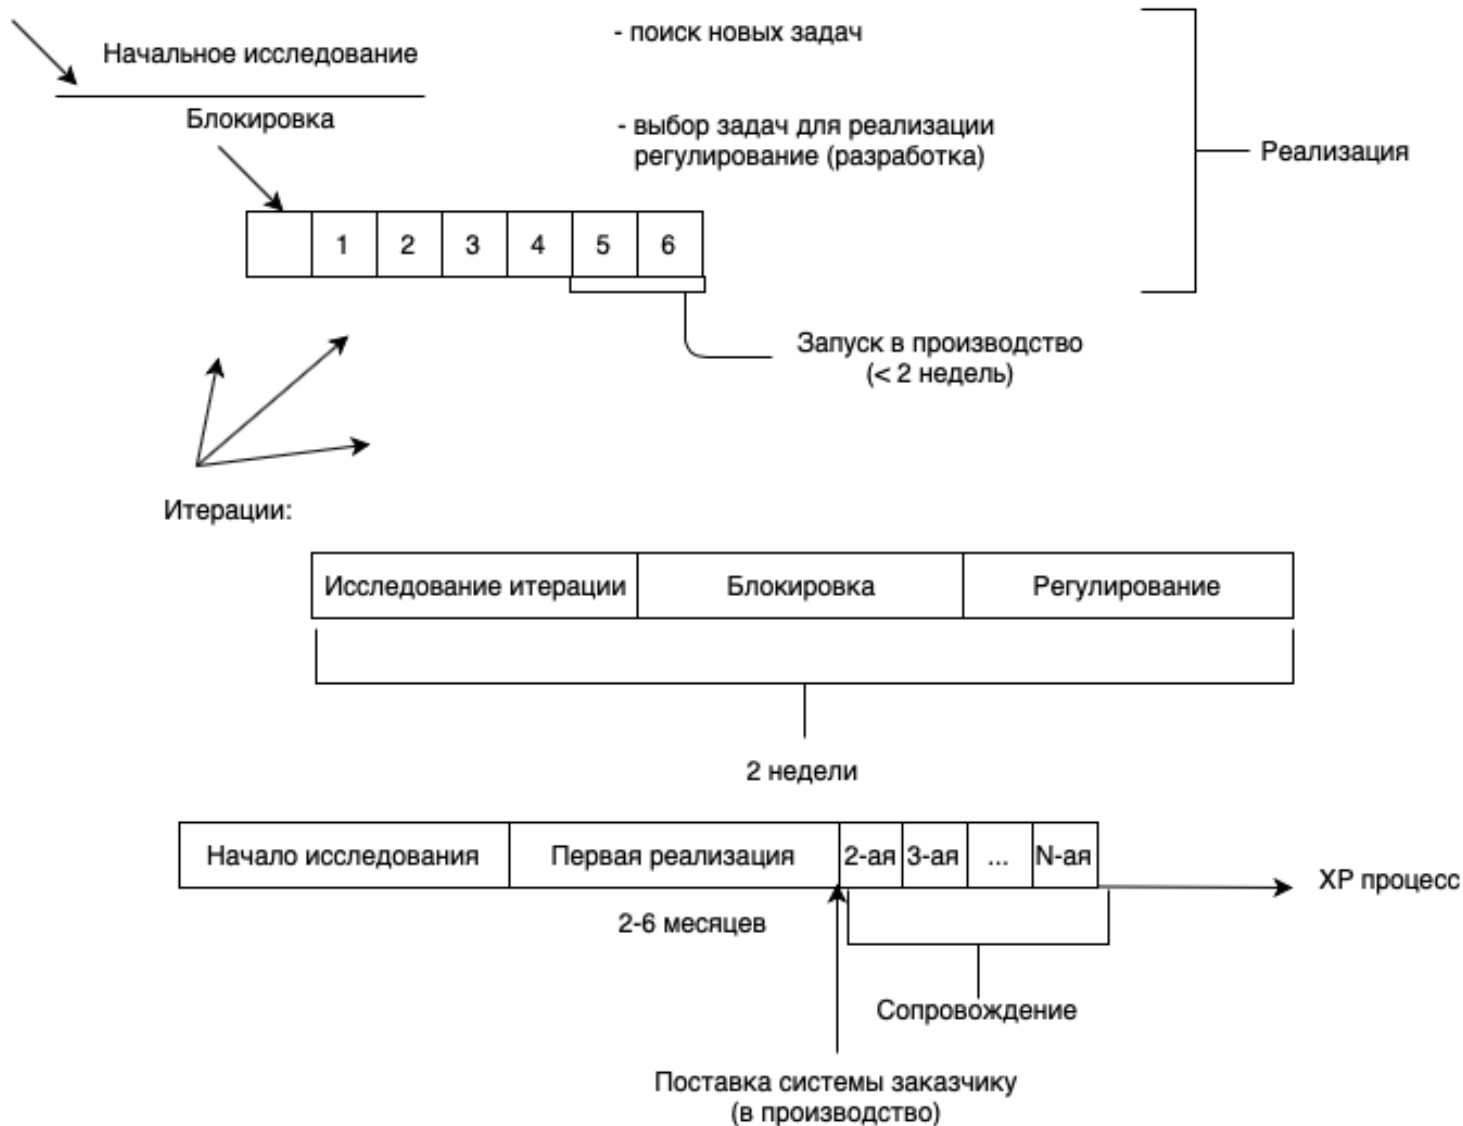 Начальное исследование
- поиск новых задач
Блокировка
- выбор задач для реализации
регулирование (разработка)
Реализация
1 2 3 4 5 6
Запуск в производство
(< 2 недель)
Итерации:
Исследование итерации Блокировка Регулирование
2 недели
Начало исследования Первая реализация 2-ая 3-ая ... N-ая
XP процесс
2-6 месяцев
Сопровождение
Поставка системы заказчику
(в производство)